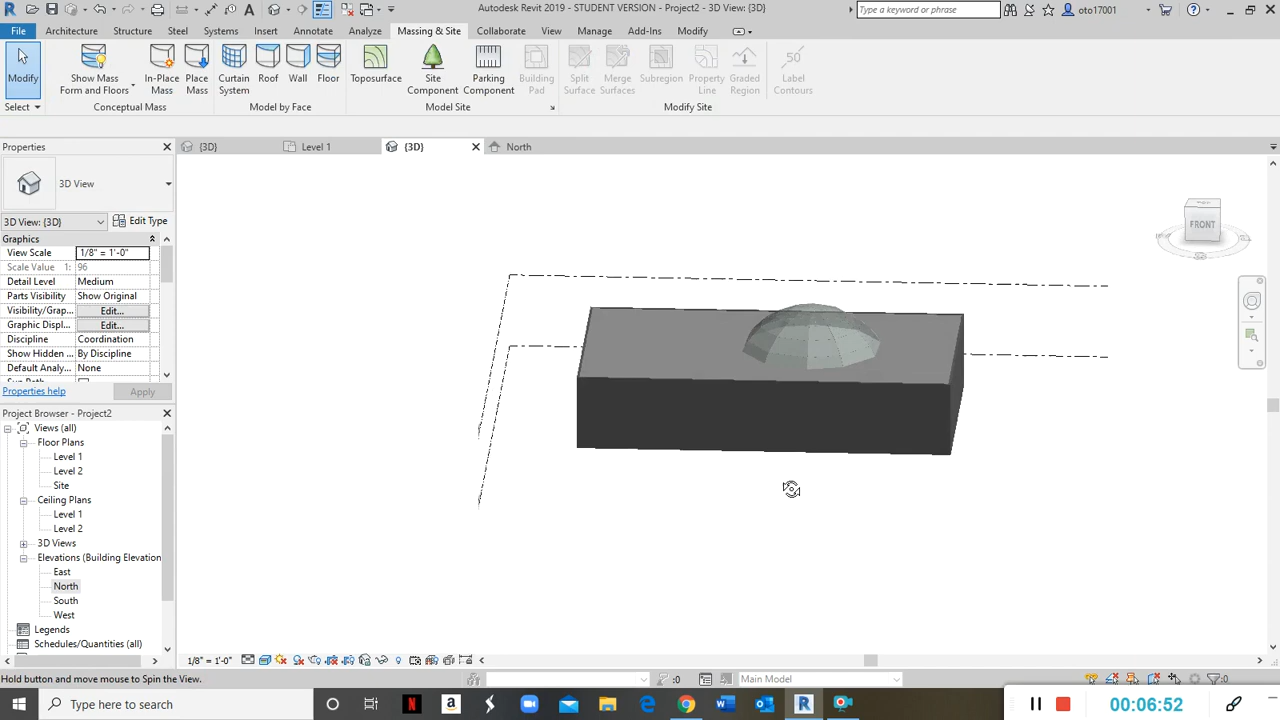 Autodesk Revit 2019 - STUDENT VERSION - Project2 - 3D View: {3D}
Type a keyword or phrase
oto17001
File Architecture Structure Steel Systems Insert Annotate Analyze Massing & Site Collaborate View Manage Add-Ins Modify
Modify
Show Mass
Form and Floors
In-Place
Mass
Place
Mass
Curtain
System
Roof
Wall
Floor
Toposurface
Site
Component
Parking
Component
Building
Pad
Split
Surface
Merge
Surfaces
Subregion
Property
Line
Graded
Region
50
Label
Contours
Select
Conceptual Mass
Model by Face
Model Site
Modify Site
Properties
{3D}
Level 1
{3D}
North
3D View
3D View: {3D}
Edit Type
Graphics
View Scale 1/8" = 1'-0"
Scale Value 1: 96
Detail Level Medium
Parts Visibility Show Original
Visibility/Grap... Edit...
Graphic Displ... Edit...
Discipline Coordination
Show Hidden ... By Discipline
Default Analy... None
Properties help
Apply
Project Browser - Project2
Views (all)
Floor Plans
Level 1
Level 2
Site
Ceiling Plans
Level 1
Level 2
3D Views
Elevations (Building Elevation
East
North
South
West
Legends
Schedules/Quantities (all)
FRONT
1/8" = 1'-0"
Hold button and move mouse to Spin the View.
:0
Main Model
:0
Type here to search
00:06:52